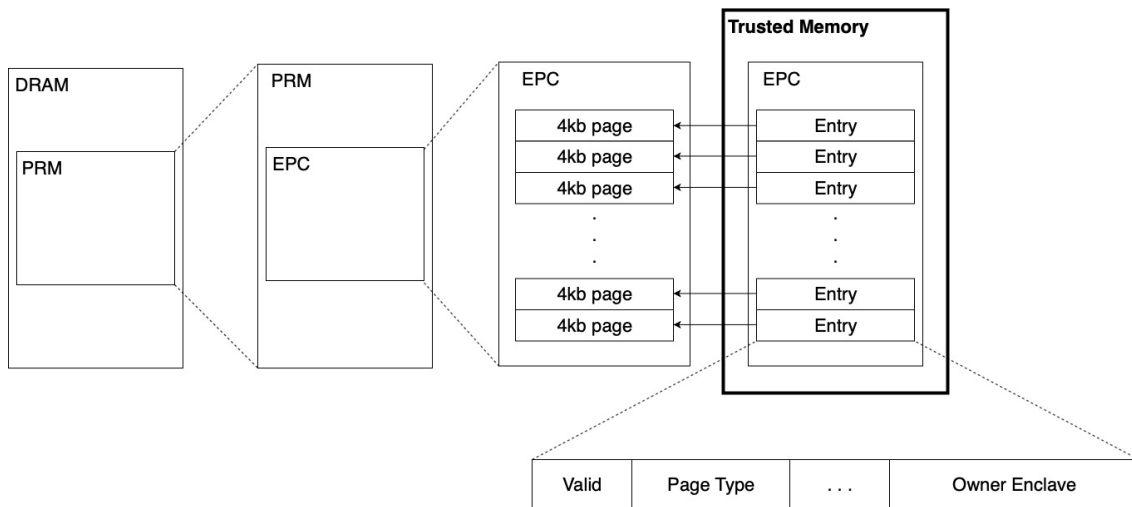 Trusted Memory
DRAM
PRM
PRM
EPC
EPC
4kb page
4kb page
4kb page
.
.
.
4kb page
4kb page
EPC
Entry
Entry
Entry
.
.
.
Entry
Entry
Valid
Page Type
. . .
Owner Enclave